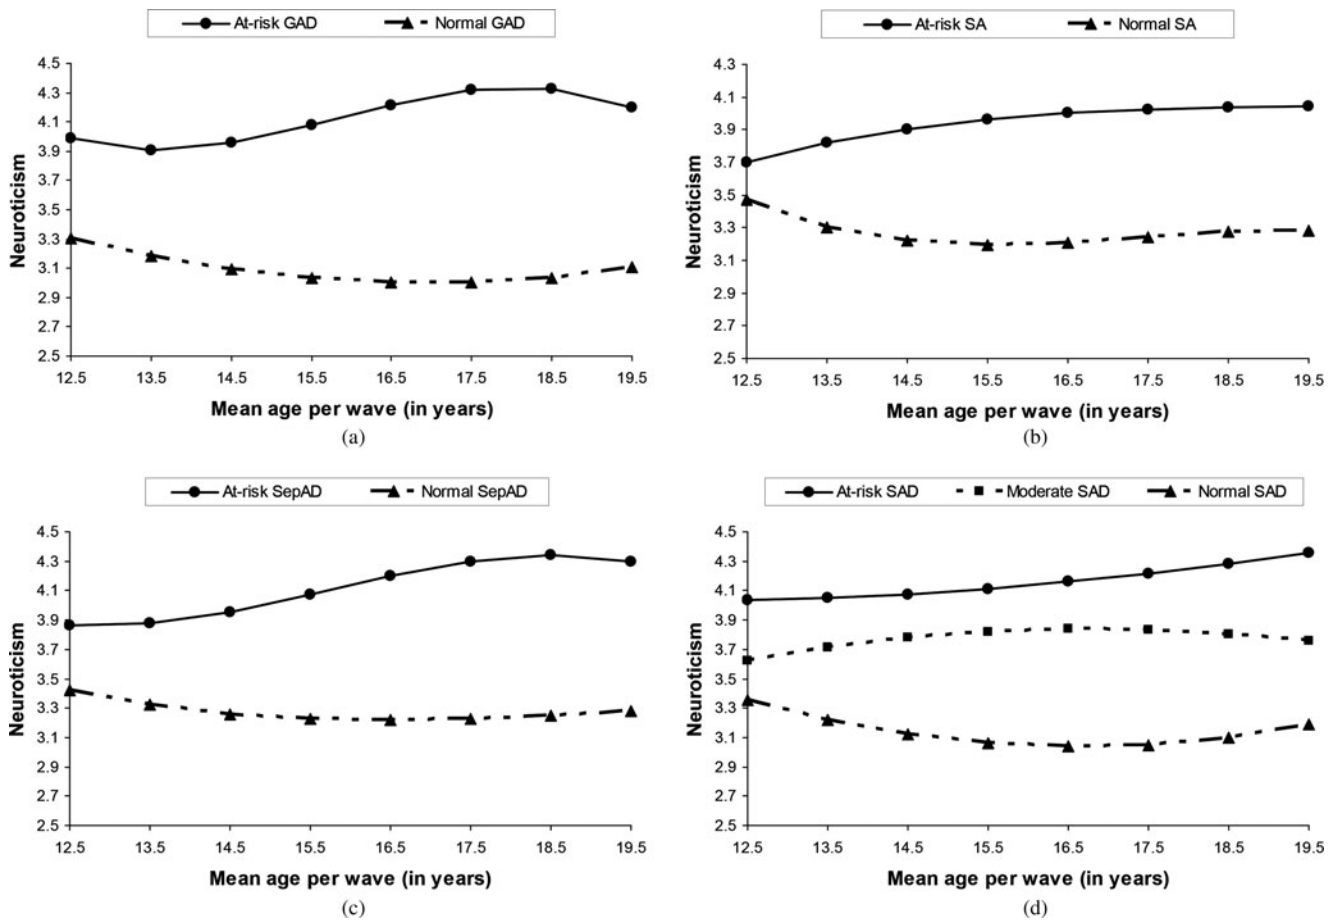 At-risk GAD Normal GAD
4.5
4.3
4.1
3.9
3.7
3.5
3.3
3.1
2.9
2.7
2.5
Neuroticism
12.5 13.5 14.5 15.5 16.5 17.5 18.5 19.5
Mean age per wave (in years)
(a)
At-risk SA Normal SA
4.3
4.1
3.9
3.7
3.5
3.3
3.1
2.9
2.7
2.5
Neuroticism
12.5 13.5 14.5 15.5 16.5 17.5 18.5 19.5
Mean age per wave (in years)
(b)
At-risk SepAD Normal SepAD
4.5
4.3
4.1
3.9
3.7
3.5
3.3
3.1
2.9
2.7
2.5
Neuroticism
12.5 13.5 14.5 15.5 16.5 17.5 18.5 19.5
Mean age per wave (in years)
(c)
At-risk SAD Moderate SAD Normal SAD
4.5
4.3
4.1
3.9
3.7
3.5
3.3
3.1
2.9
2.7
2.5
Neuroticism
12.5 13.5 14.5 15.5 16.5 17.5 18.5 19.5
Mean age per wave (in years)
(d)